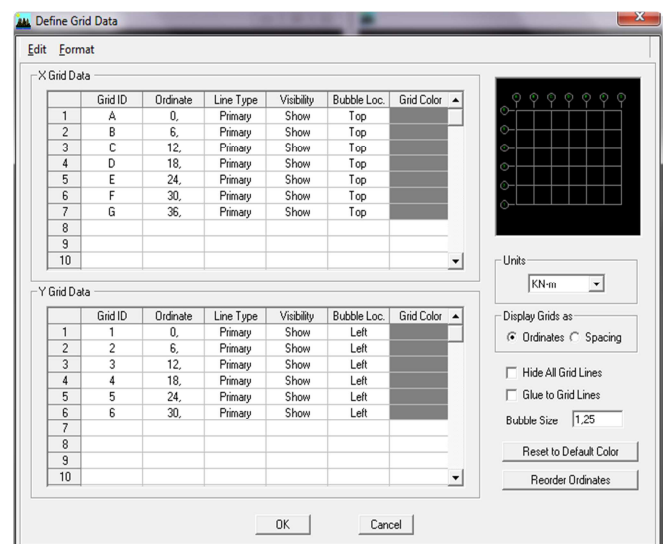 Define Grid Data
Edit Format
X Grid Data
Grid ID Ordinate Line Type Visibility Bubble Loc. Grid Color
1 A 0, Primary Show Top
2 B 6, Primary Show Top
3 C 12, Primary Show Top
4 D 18, Primary Show Top
5 E 24, Primary Show Top
6 F 30, Primary Show Top
7 G 36, Primary Show Top
8
9
10
Units
KN-m
Y Grid Data
Grid ID Ordinate Line Type Visibility Bubble Loc. Grid Color
1 1 0, Primary Show Left
2 2 6, Primary Show Left
3 3 12, Primary Show Left
4 4 18, Primary Show Left
5 5 24, Primary Show Left
6 6 30, Primary Show Left
7
8
9
10
Display Grids as
Ordinates Spacing
Hide All Grid Lines
Glue to Grid Lines
Bubble Size 1,25
Reset to Default Color
Reorder Ordinates
OK Cancel